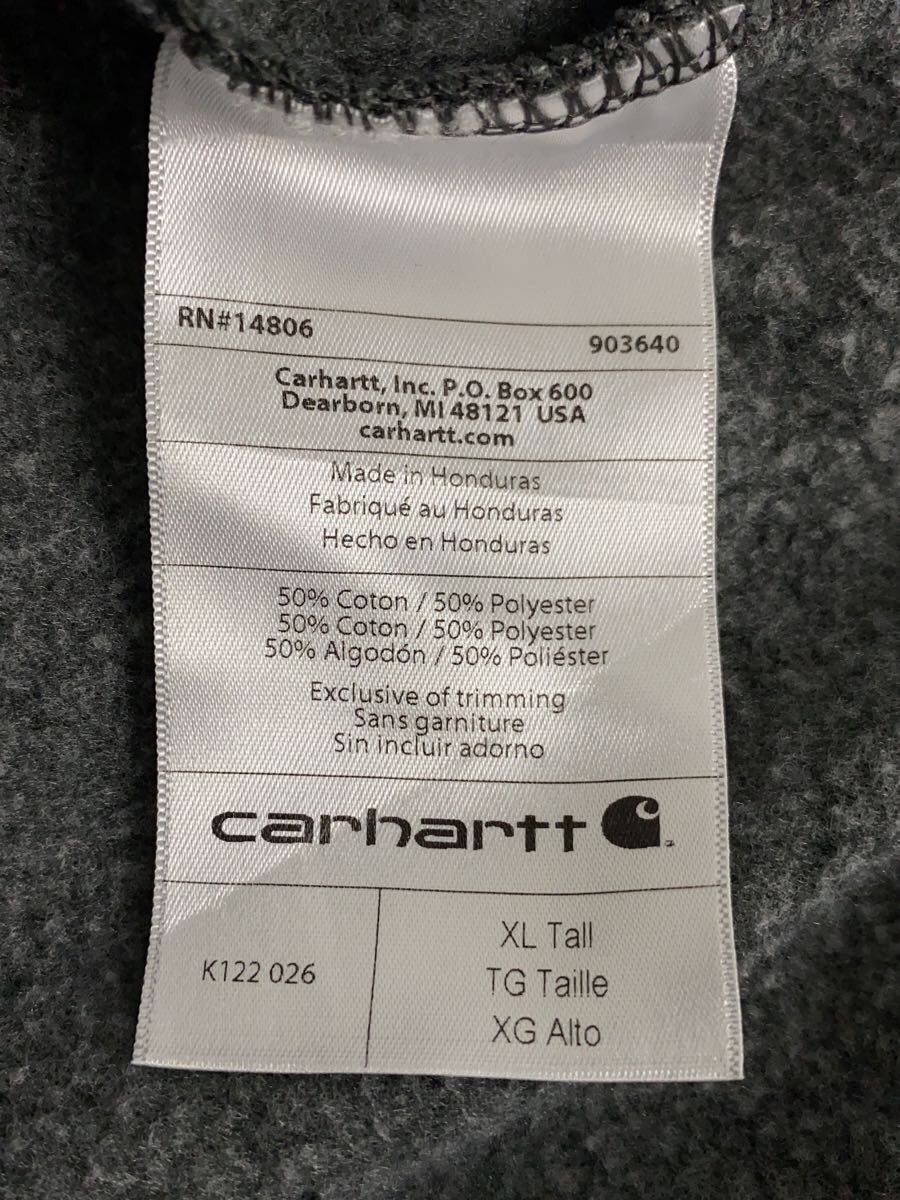 RN#14806
903640
Carhartt, Inc. P.O. Box 600
Dearborn, MI 48121 USA
carhartt.com
Made in Honduras
Fabriqué au Honduras
Hecho en Honduras
50% Coton / 50% Polyester
50% Coton / 50% Polyester
50% Algodón / 50% Poliéster
Exclusive of trimming
Sans garniture
Sin incluir adorno
carhartt
K122 026
XL Tall
TG Taille
XG Alto